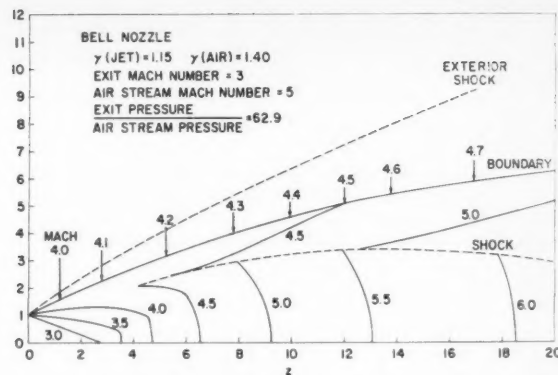 12
11
10
9
8
7
6
5
4
3
2
1
0
BELL NOZZLE
γ (JET) = 1.15 γ (AIR) = 1.40
EXIT MACH NUMBER = 3
AIR STREAM MACH NUMBER = 5
EXIT PRESSURE
AIR STREAM PRESSURE = 62.9
EXTERIOR
SHOCK
BOUNDARY
SHOCK
MACH
4.0
4.1
4.2
4.3
4.4
4.5
4.6
4.7
4.5
5.0
3.0
3.5
4.0
4.5
5.0
5.5
6.0
0 2 4 6 8 10 12 14 16 18 20
z